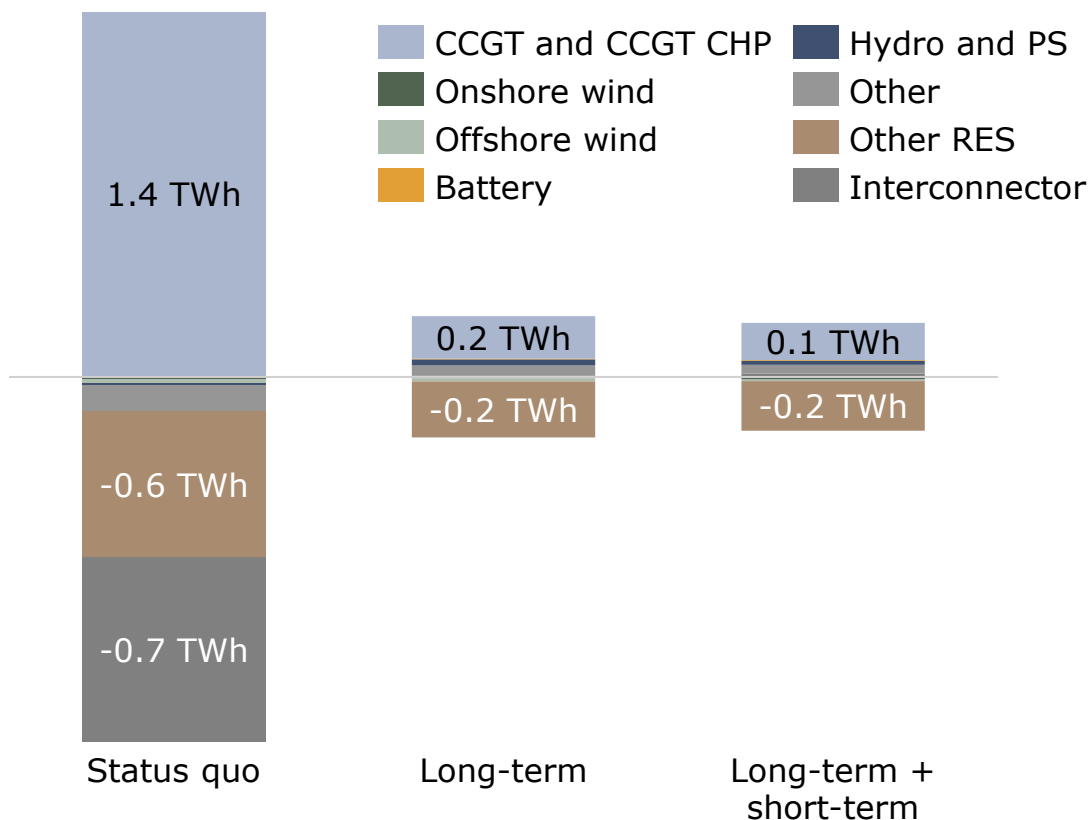 CCGT and CCGT CHP
Onshore wind
Offshore wind
Battery
Hydro and PS
Other
Other RES
Interconnector
1.4 TWh
-0.6 TWh
-0.7 TWh
0.2 TWh
-0.2 TWh
0.1 TWh
-0.2 TWh
Status quo
Long-term
Long-term +
short-term